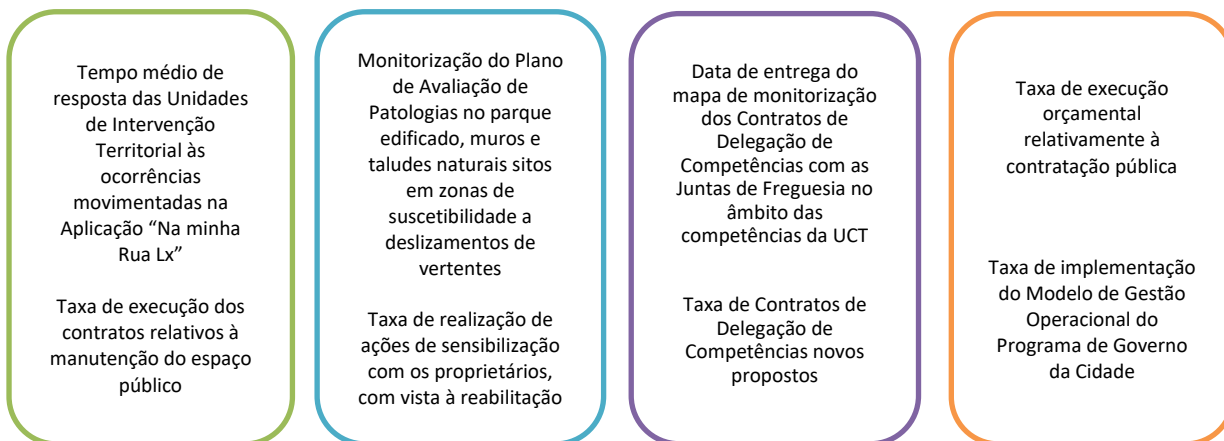 Tempo médio de
resposta das Unidades
de Intervenção
Territorial às
ocorrências
movimentadas na
Aplicação “Na minha
Rua Lx”
Taxa de execução dos
contratos relativos à
manutenção do espaço
público
Monitorização do Plano
de Avaliação de
Patologias no parque
edificado, muros e
taludes naturais sitos
em zonas de
suscetibilidade a
deslizamentos de
vertentes
Taxa de realização de
ações de sensibilização
com os proprietários,
com vista à reabilitação
Data de entrega do
mapa de monitorização
dos Contratos de
Delegação de
Competências com as
Juntas de Freguesia no
âmbito das
competências da UCT
Taxa de Contratos de
Delegação de
Competências novos
propostos
Taxa de execução
orçamental
relativamente à
contratação pública
Taxa de implementação
do Modelo de Gestão
Operacional do
Programa de Governo
da Cidade